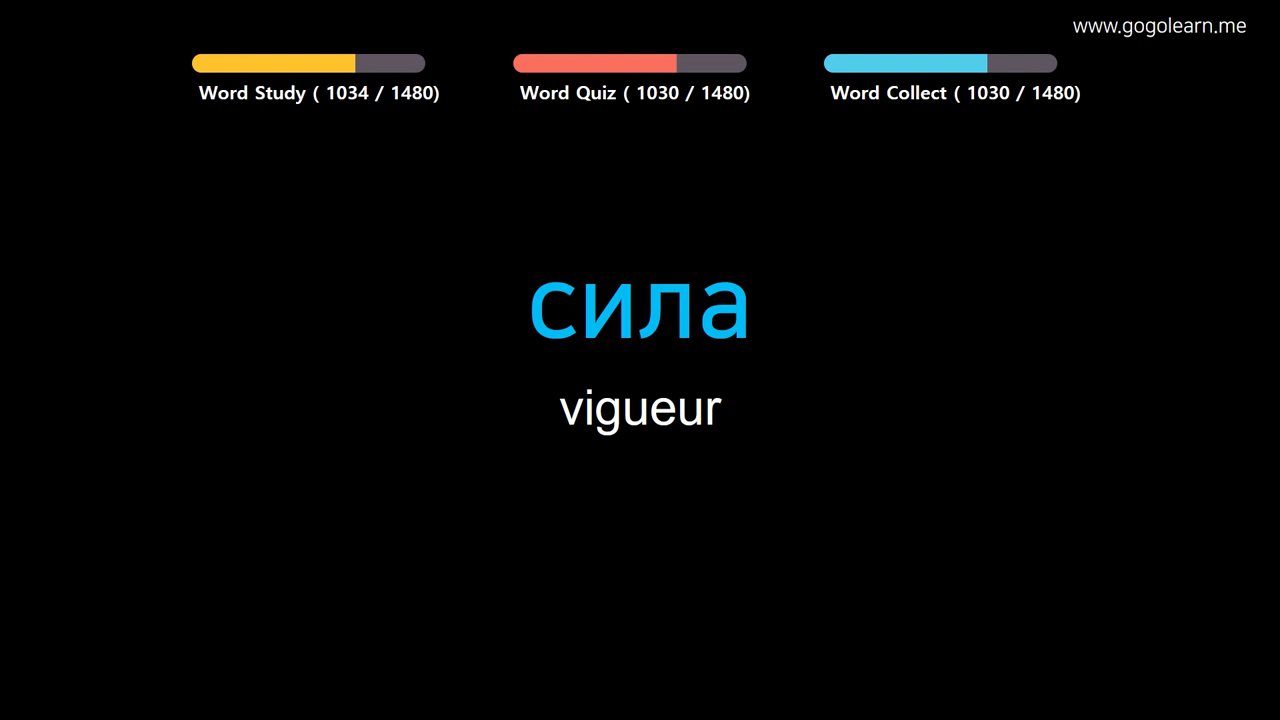 www.gogolearn.me
Word Study ( 1034 / 1480)
Word Quiz ( 1030 / 1480)
Word Collect ( 1030 / 1480)
сила
vigueur